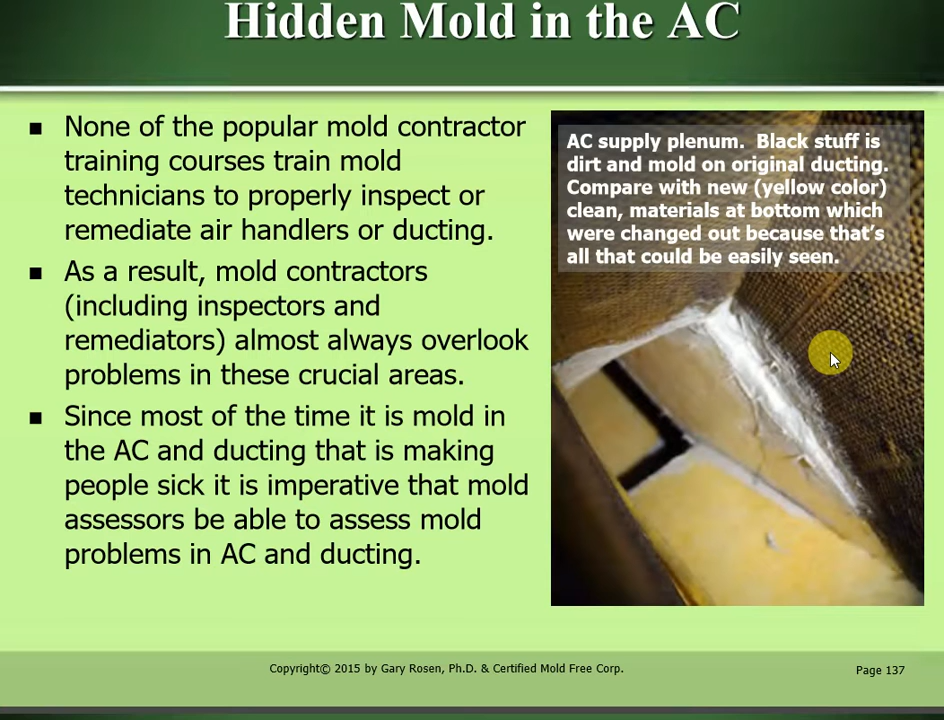 Hidden Mold in the AC
None of the popular mold contractor
training courses train mold
technicians to properly inspect or
remediate air handlers or ducting.
As a result, mold contractors
(including inspectors and
remediators) almost always overlook
problems in these crucial areas.
Since most of the time it is mold in
the AC and ducting that is making
people sick it is imperative that mold
assessors be able to assess mold
problems in AC and ducting.
AC supply plenum.  Black stuff is
dirt and mold on original ducting.
Compare with new (yellow color)
clean, materials at bottom which
were changed out because that's
all that could be easily seen.
Copyright© 2015 by Gary Rosen, Ph.D. & Certified Mold Free Corp.
Page 137